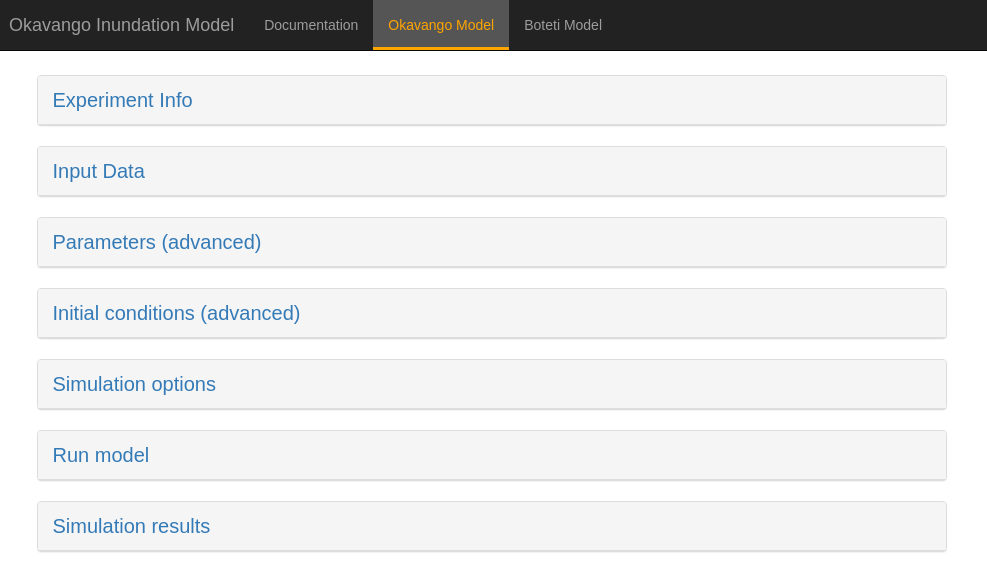 Okavango Inundation Model Documentation Okavango Model Boteti Model
Experiment Info
Input Data
Parameters (advanced)
Initial conditions (advanced)
Simulation options
Run model
Simulation results